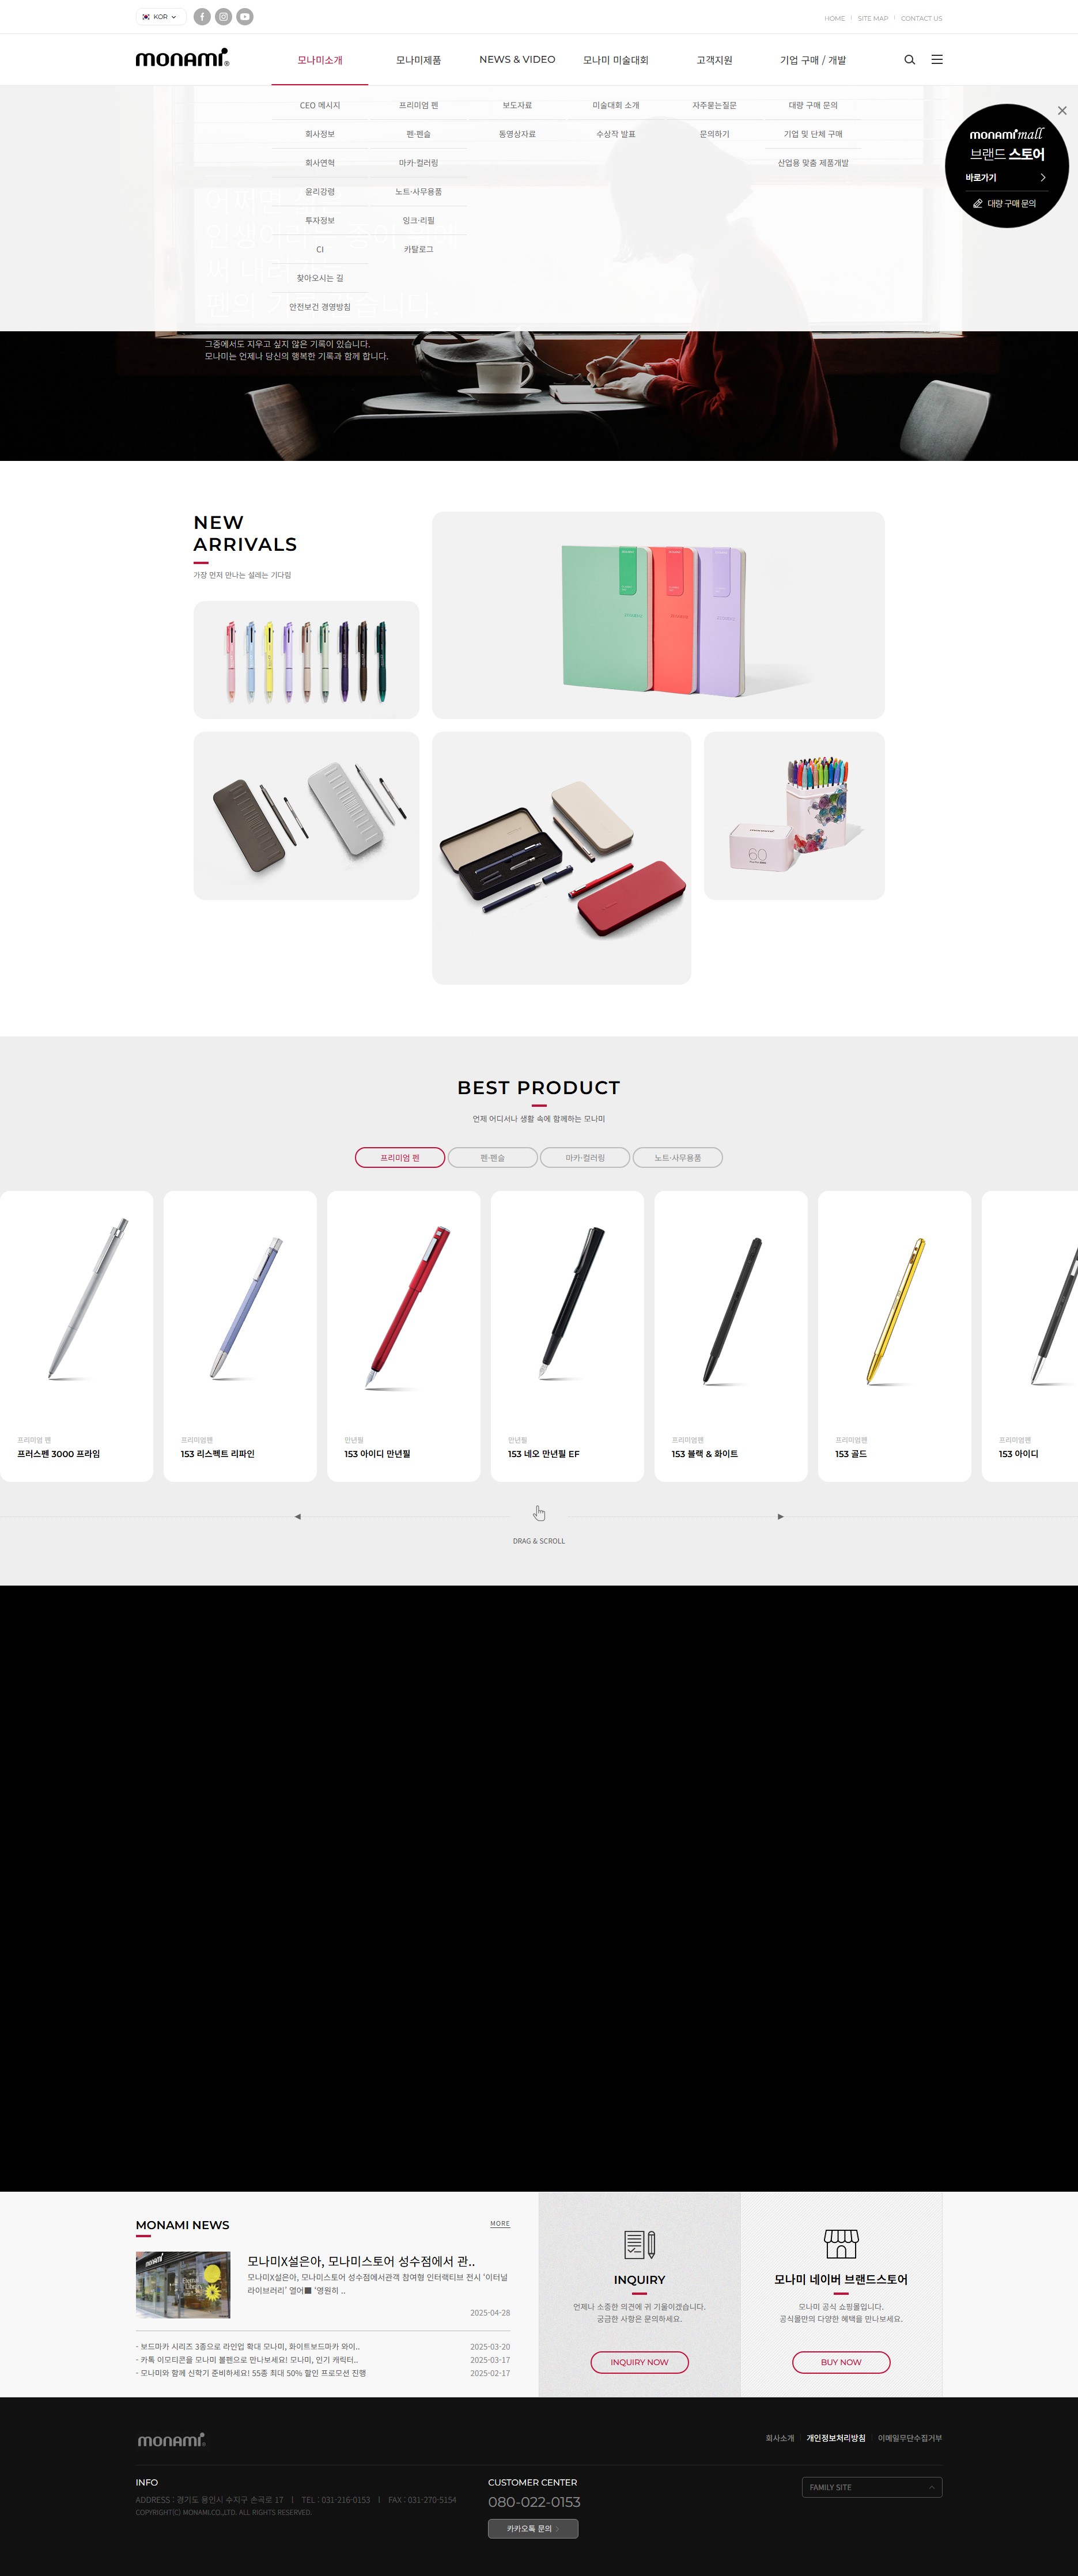 KOR
HOME
SITE MAP
CONTACT US
monami
모나미소개
모나미제품
NEWS & VIDEO
모나미 미술대회
고객지원
기업 구매 / 개발
CEO 메시지
프리미엄 펜
보도자료
미술대회 소개
자주묻는질문
대량 구매 문의
회사정보
펜·펜슬
동영상자료
수상작 발표
문의하기
기업 및 단체 구매
회사연혁
마카·컬러링
산업용 맞춤 제품개발
윤리강령
노트·사무용품
투자정보
잉크·리필
CI
카탈로그
찾아오시는 길
안전보건 경영방침
monami mall
브랜드 스토어
바로가기
대량 구매 문의
그중에서도 지우고 싶지 않은 기록이 있습니다.
모나미는 언제나 당신의 행복한 기록과 함께 합니다.
NEW
ARRIVALS
가장 먼저 만나는 설레는 기다림
monami
60
BEST PRODUCT
언제 어디서나 생활 속에 함께하는 모나미
프리미엄 펜
펜·펜슬
마카·컬러링
노트·사무용품
프리미엄 펜
프러스펜 3000 프라임
프리미엄펜
153 리스펙트 리파인
만년필
153 아이디 만년필
만년필
153 네오 만년필 EF
프리미엄펜
153 블랙 & 화이트
프리미엄펜
153 골드
프리미엄펜
153 아이디
DRAG & SCROLL
MONAMI NEWS
MORE
모나미X설은아, 모나미스토어 성수점에서 관..
모나미X설은아, 모나미스토어 성수점에서관객 참여형 인터랙티브 전시 '이터널
라이브러리' 열어■ '영원히 ..
2025-04-28
- 보드마카 시리즈 3종으로 라인업 확대 모나미, 화이트보드마카 와이..
2025-03-20
- 카톡 이모티콘을 모나미 볼펜으로 만나보세요! 모나미, 인기 캐릭터..
2025-03-17
- 모나미와 함께 신학기 준비하세요! 55종 최대 50% 할인 프로모션 진행
2025-02-17
INQUIRY
언제나 소중한 의견에 귀 기울이겠습니다.
궁금한 사항은 문의하세요.
INQUIRY NOW
모나미 네이버 브랜드스토어
모나미 공식 쇼핑몰입니다.
공식몰만의 다양한 혜택을 만나보세요.
BUY NOW
monami
회사소개
개인정보처리방침
이메일무단수집거부
INFO
ADDRESS : 경기도 용인시 수지구 손곡로 17 | TEL : 031-216-0153 | FAX : 031-270-5154
COPYRIGHT(C) MONAMI.CO.,LTD. ALL RIGHTS RESERVED.
CUSTOMER CENTER
080-022-0153
카카오톡 문의
FAMILY SITE